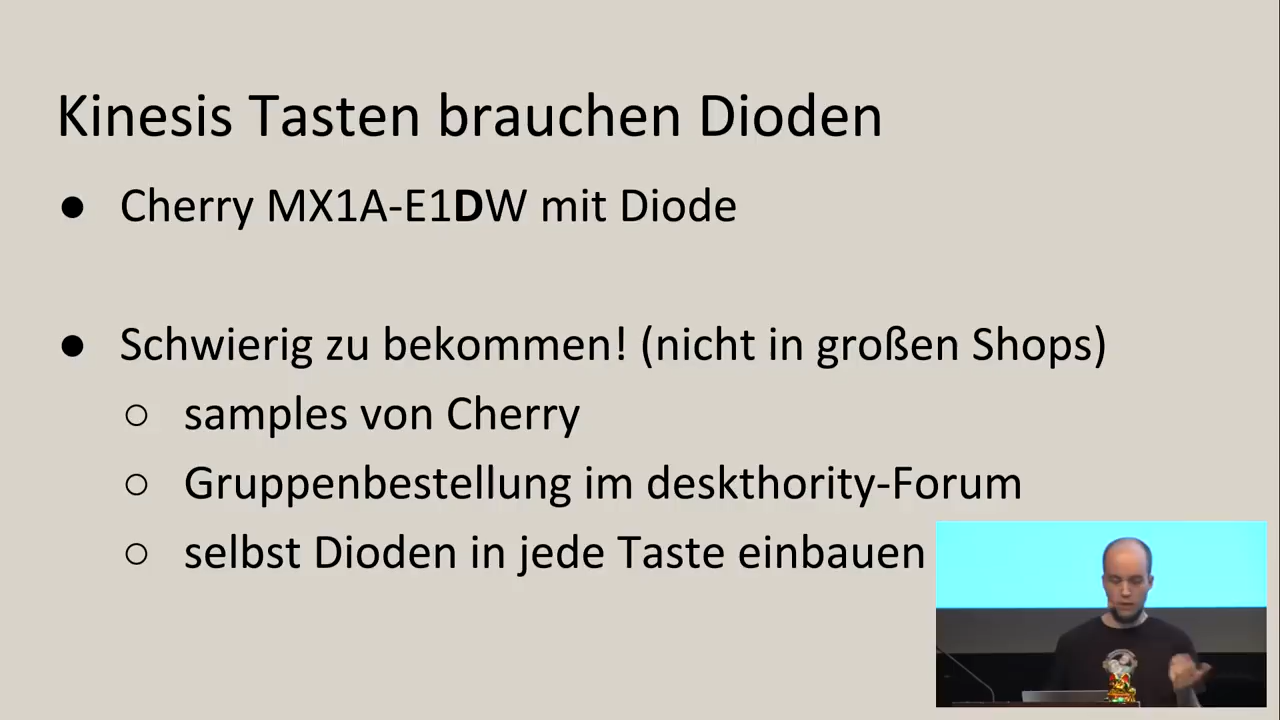 Kinesis Tasten brauchen Dioden
● Cherry MX1A-E1DW mit Diode
● Schwierig zu bekommen! (nicht in großen Shops)
○ samples von Cherry
○ Gruppenbestellung im deskthority-Forum
○ selbst Dioden in jede Taste einbauen